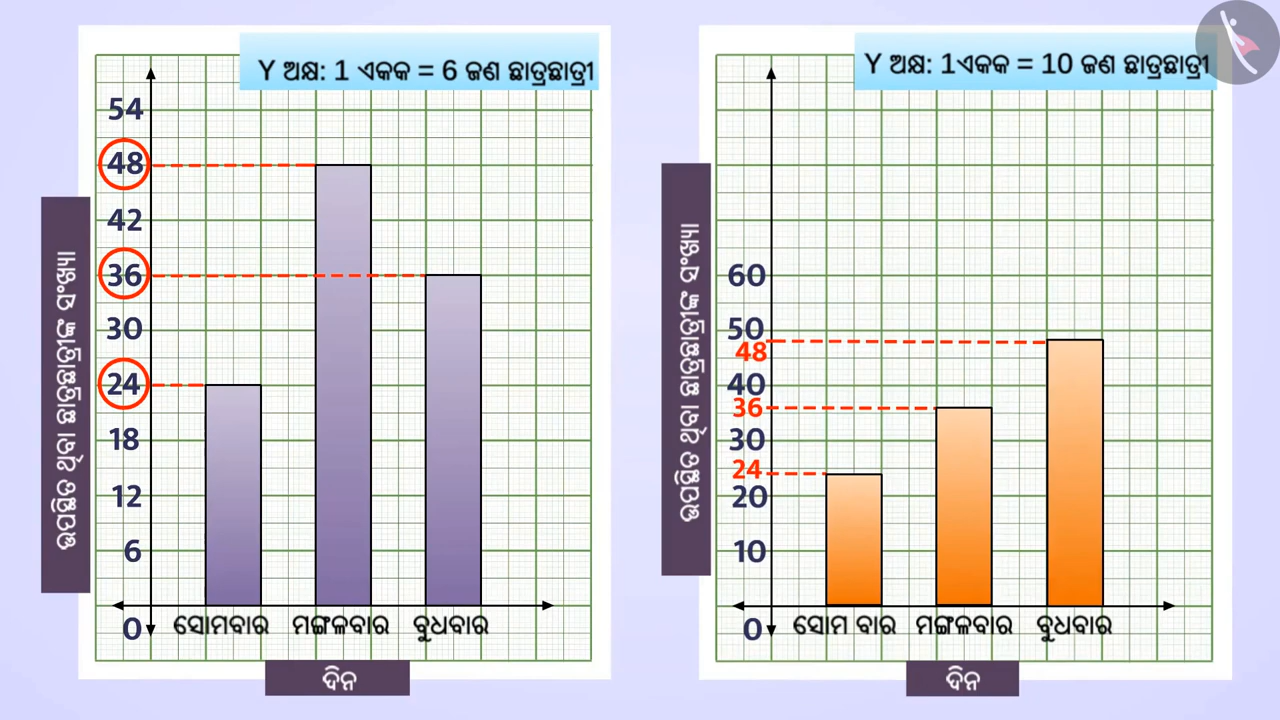 Y ଅକ୍ଷ: 1 ଏକକ = 6 ଜଣ ଛାତ୍ରଛାତ୍ରୀ
54
48
42
36
30
24
18
12
6
0
ଉପସ୍ଥିତ ଥିବା ଛାତ୍ରଛାତ୍ରୀଙ୍କ ସଂଖ୍ୟା
ସୋମବାର ମଙ୍ଗଳବାର ବୁଧବାର
ଦିନ
Y ଅକ୍ଷ: 1ଏକକ = 10 ଜଣ ଛାତ୍ରଛାତ୍ରୀ
60
50
48
40
36
30
24
20
10
0
ଉପସ୍ଥିତ ଥିବା ଛାତ୍ରଛାତ୍ରୀଙ୍କ ସଂଖ୍ୟା
ସୋମ ବାର ମଙ୍ଗଳବାର ବୁଧବାର
ଦିନ